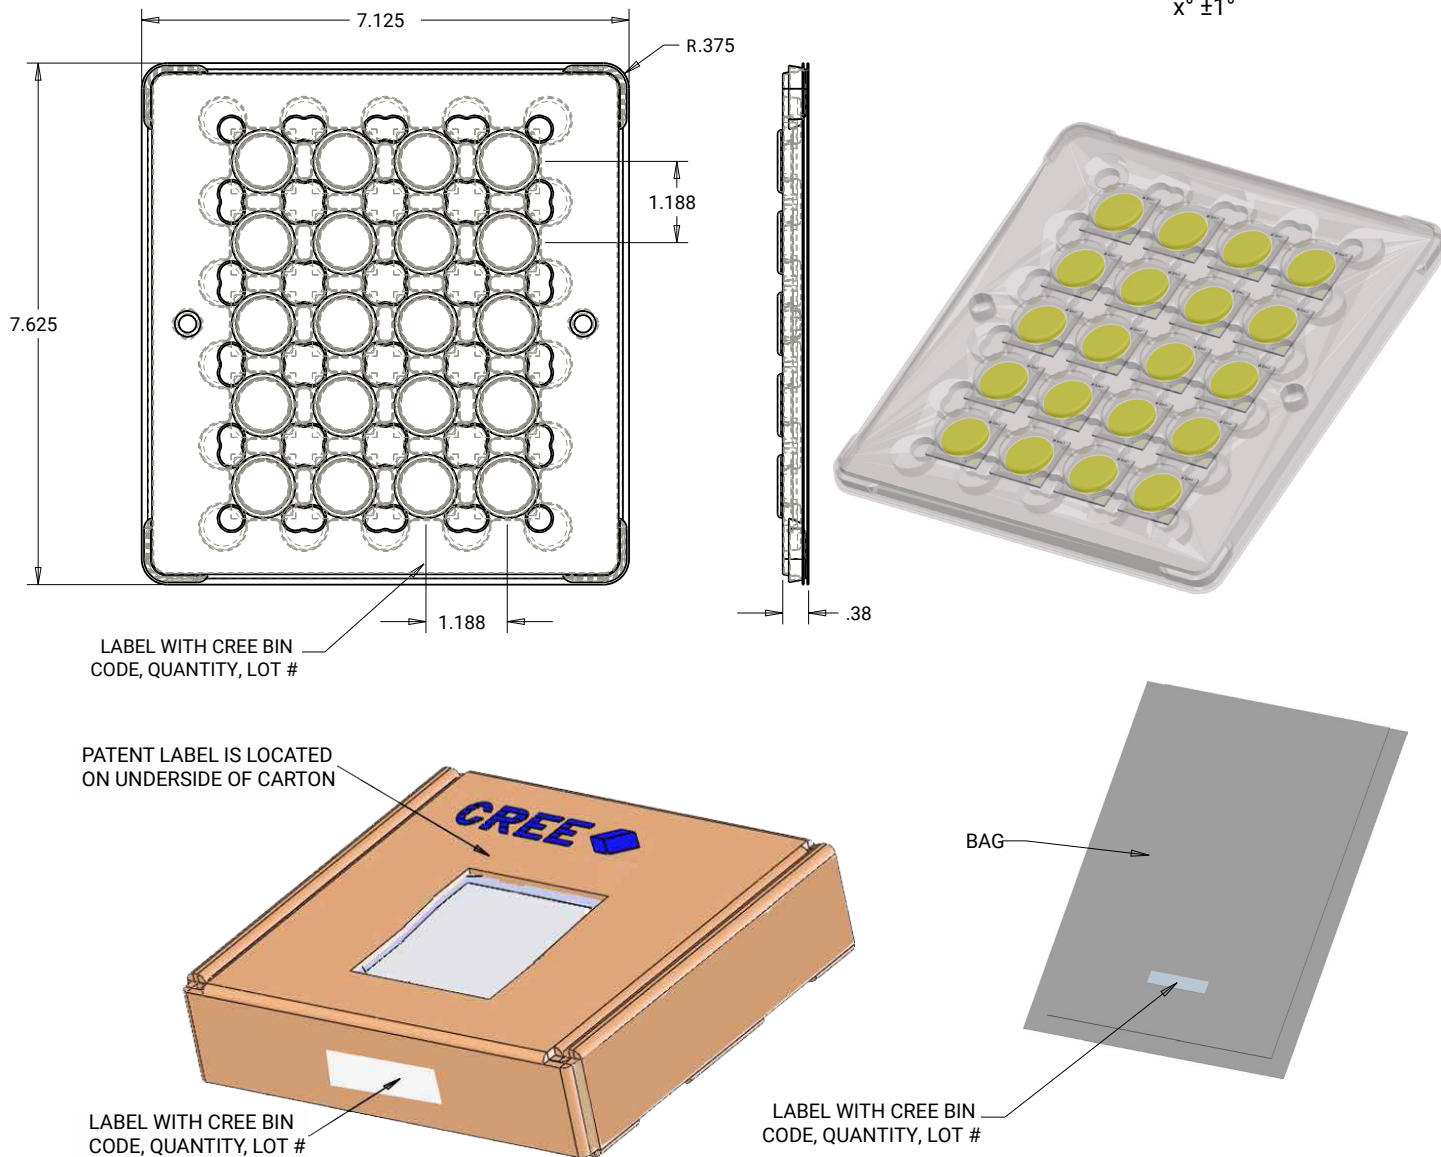 x° ±1°
7.125
R.375
1.188
7.625
1.188
.38
LABEL WITH CREE BIN
CODE, QUANTITY, LOT #
PATENT LABEL IS LOCATED
ON UNDERSIDE OF CARTON
CREE
BAG
LABEL WITH CREE BIN
CODE, QUANTITY, LOT #
LABEL WITH CREE BIN
CODE, QUANTITY, LOT #